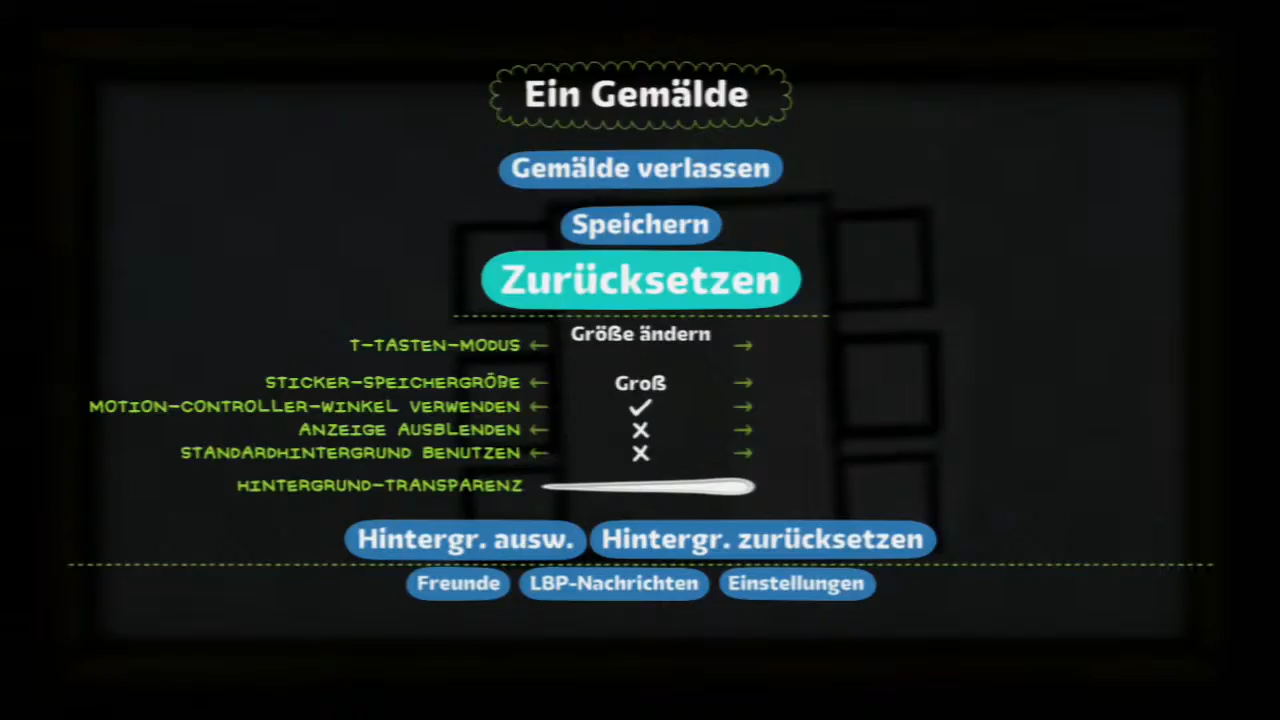 Ein Gemälde
Gemälde verlassen
Speichern
Zurücksetzen
T-TASTEN-MODUS ← Größe ändern →
STICKER-SPEICHERGRÖßE ← Groß →
MOTION-CONTROLLER-WINKEL VERWENDEN ← ✓ →
ANZEIGE AUSBLENDEN ← X →
STANDARDHINTERGRUND BENUTZEN ← X →
HINTERGRUND-TRANSPARENZ
Hintergr. ausw. Hintergr. zurücksetzen
Freunde LBP-Nachrichten Einstellungen